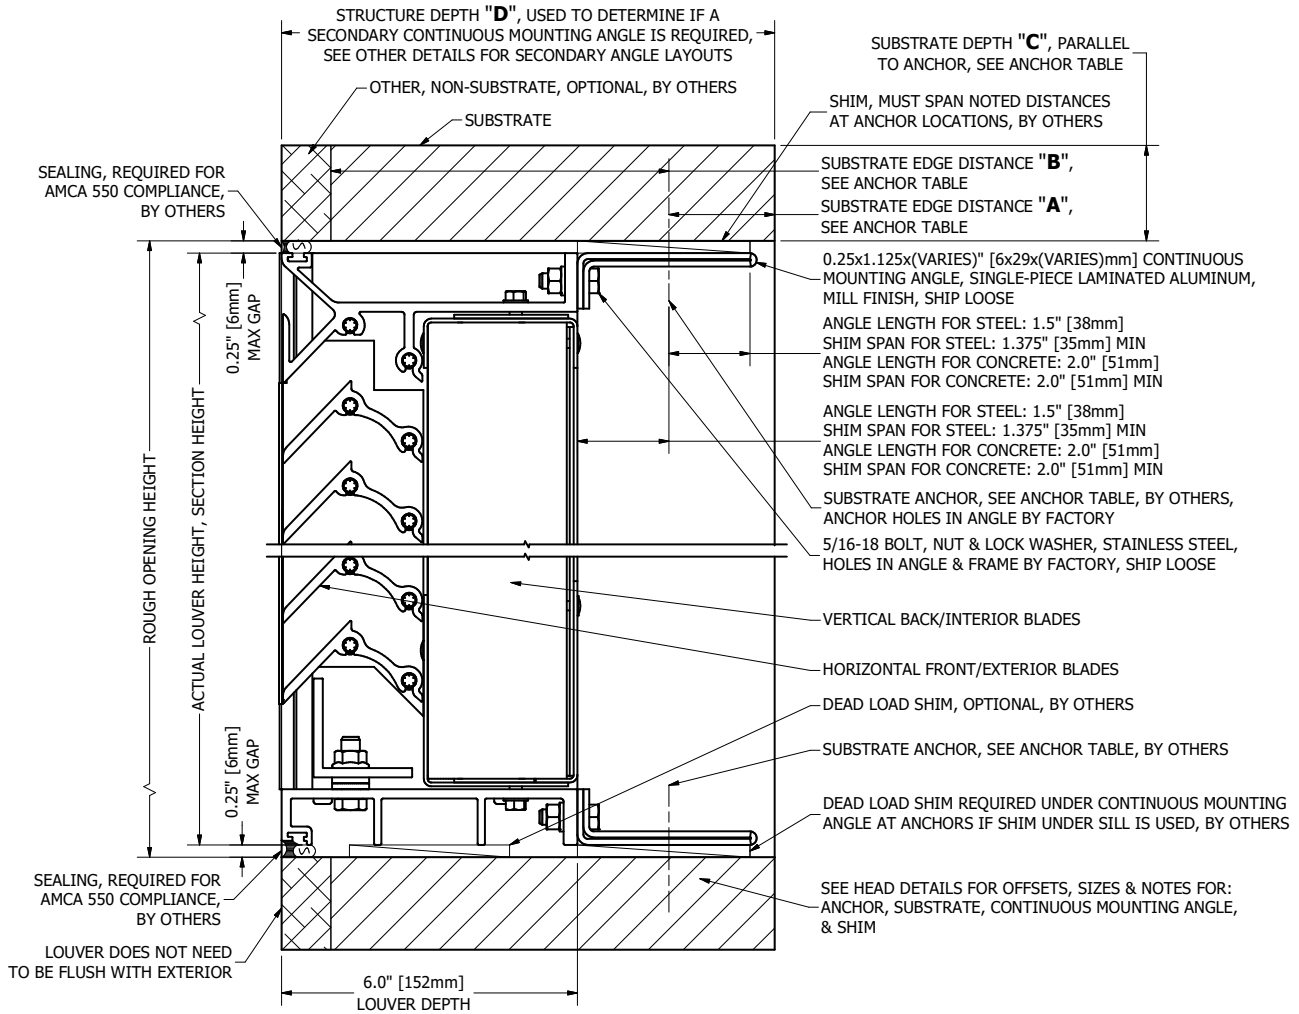 STRUCTURE DEPTH "D", USED TO DETERMINE IF A
SECONDARY CONTINUOUS MOUNTING ANGLE IS REQUIRED,
SEE OTHER DETAILS FOR SECONDARY ANGLE LAYOUTS
OTHER, NON-SUBSTRATE, OPTIONAL, BY OTHERS
SUBSTRATE
SUBSTRATE DEPTH "C", PARALLEL
TO ANCHOR, SEE ANCHOR TABLE
SHIM, MUST SPAN NOTED DISTANCES
AT ANCHOR LOCATIONS, BY OTHERS
SUBSTRATE EDGE DISTANCE "B",
SEE ANCHOR TABLE
SUBSTRATE EDGE DISTANCE "A",
SEE ANCHOR TABLE
0.25x1.125x(VARIES)" [6x29x(VARIES)mm] CONTINUOUS
MOUNTING ANGLE, SINGLE-PIECE LAMINATED ALUMINUM,
MILL FINISH, SHIP LOOSE
ANGLE LENGTH FOR STEEL: 1.5" [38mm]
SHIM SPAN FOR STEEL: 1.375" [35mm] MIN
ANGLE LENGTH FOR CONCRETE: 2.0" [51mm]
SHIM SPAN FOR CONCRETE: 2.0" [51mm] MIN
ANGLE LENGTH FOR STEEL: 1.5" [38mm]
SHIM SPAN FOR STEEL: 1.375" [35mm] MIN
ANGLE LENGTH FOR CONCRETE: 2.0" [51mm]
SHIM SPAN FOR CONCRETE: 2.0" [51mm] MIN
SUBSTRATE ANCHOR, SEE ANCHOR TABLE, BY OTHERS,
ANCHOR HOLES IN ANGLE BY FACTORY
5/16-18 BOLT, NUT & LOCK WASHER, STAINLESS STEEL,
HOLES IN ANGLE & FRAME BY FACTORY, SHIP LOOSE
VERTICAL BACK/INTERIOR BLADES
HORIZONTAL FRONT/EXTERIOR BLADES
DEAD LOAD SHIM, OPTIONAL, BY OTHERS
SUBSTRATE ANCHOR, SEE ANCHOR TABLE, BY OTHERS
DEAD LOAD SHIM REQUIRED UNDER CONTINUOUS MOUNTING
ANGLE AT ANCHORS IF SHIM UNDER SILL IS USED, BY OTHERS
SEE HEAD DETAILS FOR OFFSETS, SIZES & NOTES FOR:
ANCHOR, SUBSTRATE, CONTINUOUS MOUNTING ANGLE,
& SHIM
SEALING, REQUIRED FOR
AMCA 550 COMPLIANCE,
BY OTHERS
0.25" [6mm]
MAX GAP
ROUGH OPENING HEIGHT
ACTUAL LOUVER HEIGHT, SECTION HEIGHT
0.25" [6mm]
MAX GAP
SEALING, REQUIRED FOR
AMCA 550 COMPLIANCE,
BY OTHERS
LOUVER DOES NOT NEED
TO BE FLUSH WITH EXTERIOR
6.0" [152mm]
LOUVER DEPTH